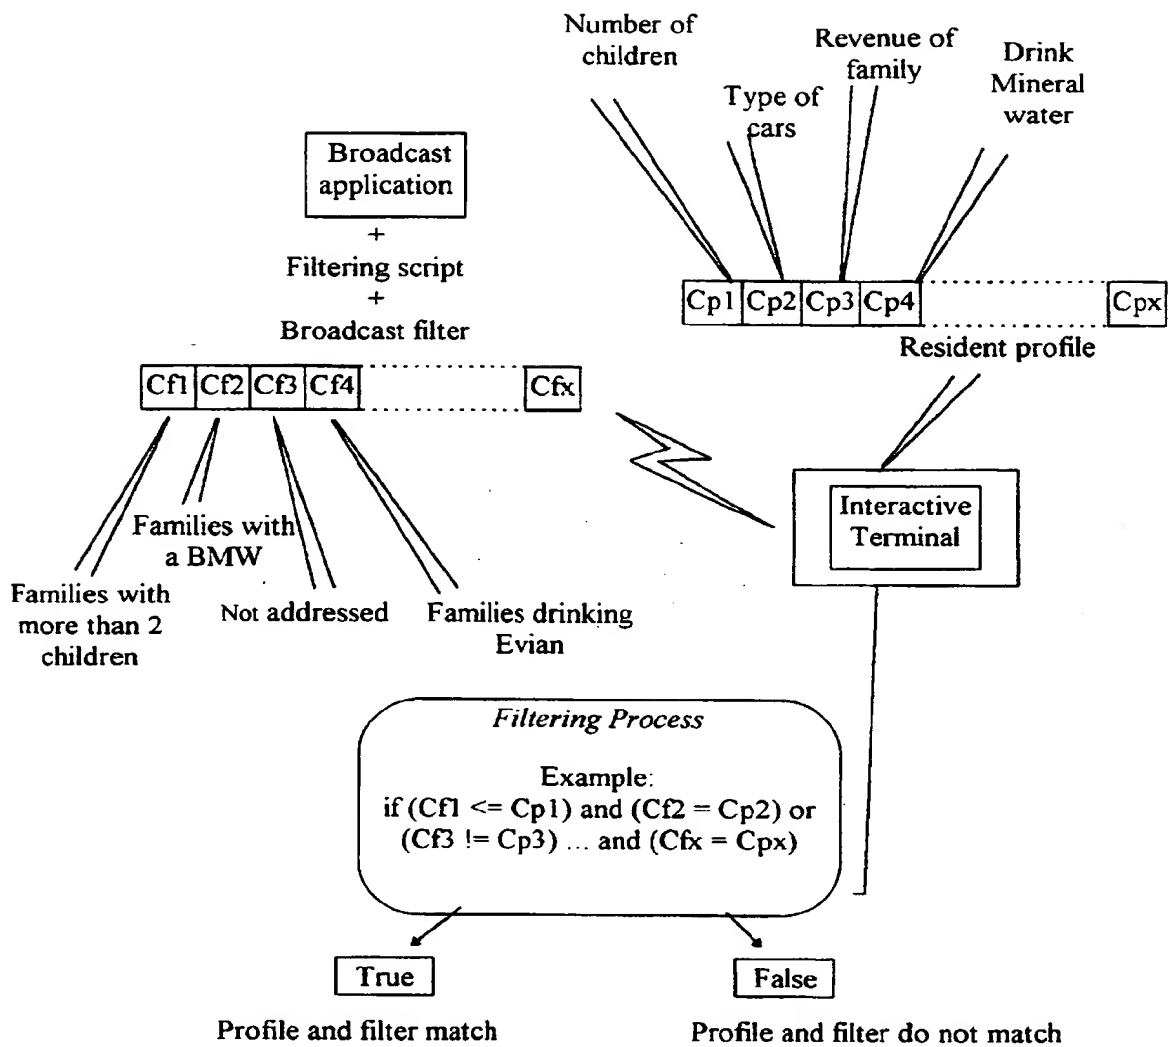 Number of
children
Revenue of
family
Drink
Mineral
water
Type of
cars
Broadcast
application
+
Filtering script
+
Broadcast filter
Cp1 Cp2 Cp3 Cp4 Cpx
Resident profile
Cf1 Cf2 Cf3 Cf4 Cfx
Interactive
Terminal
Families with
a BMW
Families with
more than 2
children
Not addressed
Families drinking
Evian
Filtering Process
Example:
if (Cf1 <= Cp1) and (Cf2 = Cp2) or
(Cf3 != Cp3) ... and (Cfx = Cpx)
True
False
Profile and filter match
Profile and filter do not match